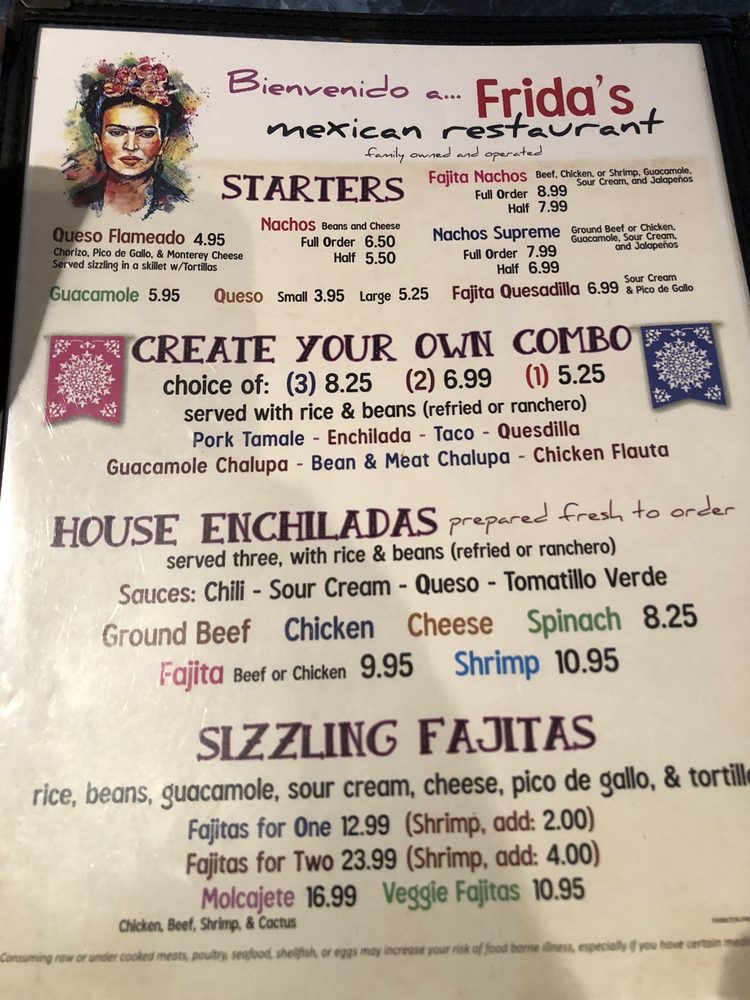 Bienvenido a... Frida's
mexican restaurant
family owned and operated
STARTERS
Queso Flameado 4.95
Chorizo, Pico de Gallo, & Monterey Cheese
Served sizzling in a skillet w/Tortillas
Nachos Beans and Cheese
Full Order 6.50
Half 5.50
Fajita Nachos Beef, Chicken, or Shrimp, Guacamole,
Sour Cream, and Jalapeños
Full Order 8.99
Half 7.99
Nachos Supreme Ground Beef or Chicken,
Guacamole, Sour Cream,
and Jalapeños
Full Order 7.99
Half 6.99
Guacamole 5.95 Queso Small 3.95 Large 5.25 Fajita Quesadilla 6.99 Sour Cream
& Pico de Gallo
CREATE YOUR OWN COMBO
choice of: (3) 8.25 (2) 6.99 (1) 5.25
served with rice & beans (refried or ranchero)
Pork Tamale - Enchilada - Taco - Quesdilla
Guacamole Chalupa - Bean & Meat Chalupa - Chicken Flauta
HOUSE ENCHILADAS prepared fresh to order
served three, with rice & beans (refried or ranchero)
Sauces: Chili - Sour Cream - Queso - Tomatillo Verde
Ground Beef Chicken Cheese Spinach 8.25
Fajita Beef or Chicken 9.95 Shrimp 10.95
SIZZLING FAJITAS
rice, beans, guacamole, sour cream, cheese, pico de gallo, & tortill
Fajitas for One 12.99 (Shrimp, add: 2.00)
Fajitas for Two 23.99 (Shrimp, add: 4.00)
Molcajete 16.99 Veggie Fajitas 10.95
Chicken, Beef, Shrimp, & Cactus
Consuming raw or under cooked meats, poultry, seafood, shellfish, or eggs may increase your risk of food borne illness, especially if you have certain medi